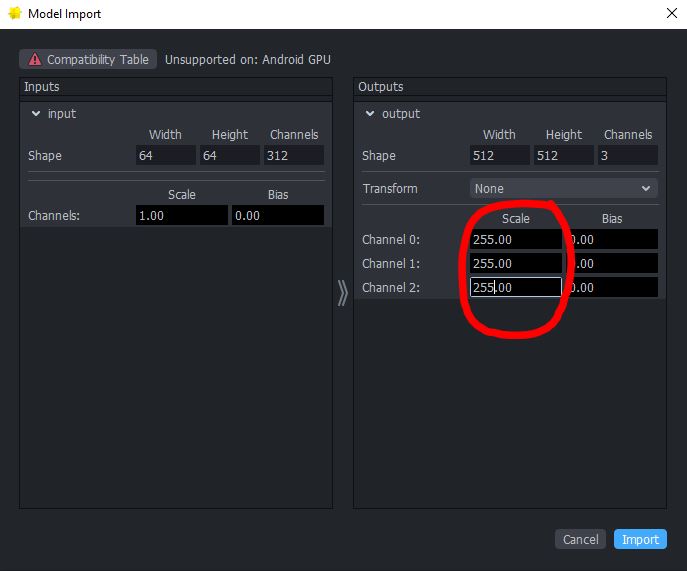 Model Import
Compatibility Table Unsupported on: Android GPU
Inputs
input
Width Height Channels
Shape 64 64 312
Scale Bias
Channels: 1.00 0.00
Outputs
output
Width Height Channels
Shape 512 512 3
Transform None
Scale Bias
Channel 0: 255.00 0.00
Channel 1: 255.00 .00
Channel 2: 255.00 0.00
Cancel Import